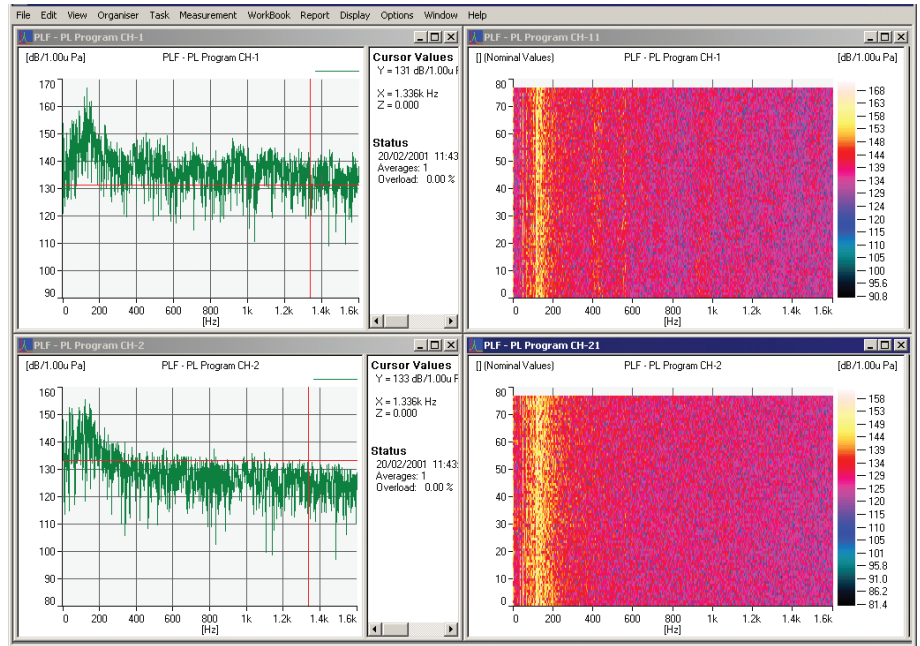 File Edit View Organiser Task Measurement WorkBook Report Display Options Window Help
PLF - PL Program CH-1
[dB/1.00u Pa] PLF - PL Program CH-1
170
160
150
140
130
120
110
100
90
0 200 400 600 800 1k 1.2k 1.4k 1.6k
[Hz]
Cursor Values
Y = 131 dB/1.00u F
X = 1.336k Hz
Z = 0.000
Status
20/02/2001 11:43
Averages: 1
Overload: 0.00 %
PLF - PL Program CH-11
[] (Nominal Values) PLF - PL Program CH-1 [dB/1.00u Pa]
80
70
60
50
40
30
20
10
0
0 200 400 600 800 1k 1.2k 1.4k 1.6k
[Hz]
168
163
158
153
148
144
139
134
129
124
120
115
110
105
100
95.6
90.8
PLF - PL Program CH-2
[dB/1.00u Pa] PLF - PL Program CH-2
160
150
140
130
120
110
100
90
80
0 200 400 600 800 1k 1.2k 1.4k 1.6k
[Hz]
Cursor Values
Y = 133 dB/1.00u F
X = 1.336k Hz
Z = 0.000
Status
20/02/2001 11:43:
Averages: 1
Overload: 0.00 %
PLF - PL Program CH-21
[] (Nominal Values) PLF - PL Program CH-2 [dB/1.00u Pa]
80
70
60
50
40
30
20
10
0
0 200 400 600 800 1k 1.2k 1.4k 1.6k
[Hz]
158
153
149
144
139
134
129
125
120
115
110
105
101
95.8
91.0
86.2
81.4